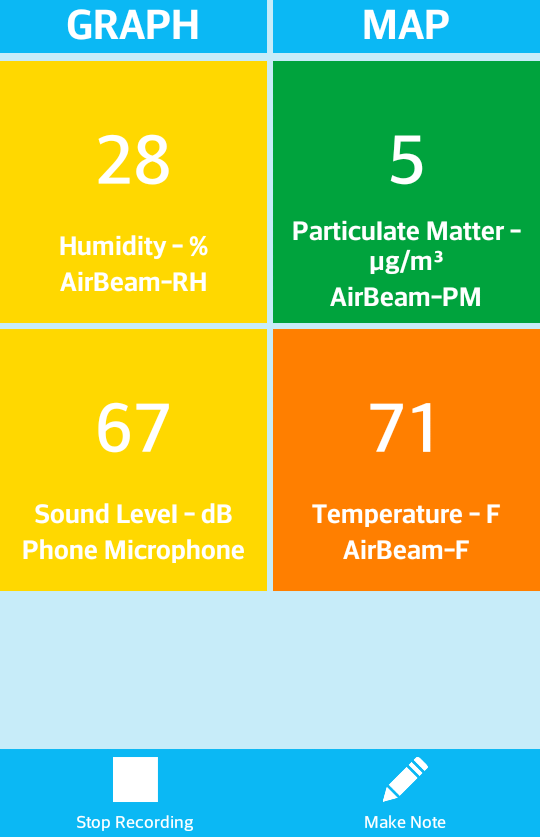 GRAPH
MAP
28
Humidity - %
AirBeam-RH
5
Particulate Matter -
µg/m³
AirBeam-PM
67
Sound Level - dB
Phone Microphone
71
Temperature - F
AirBeam-F
Stop Recording
Make Note